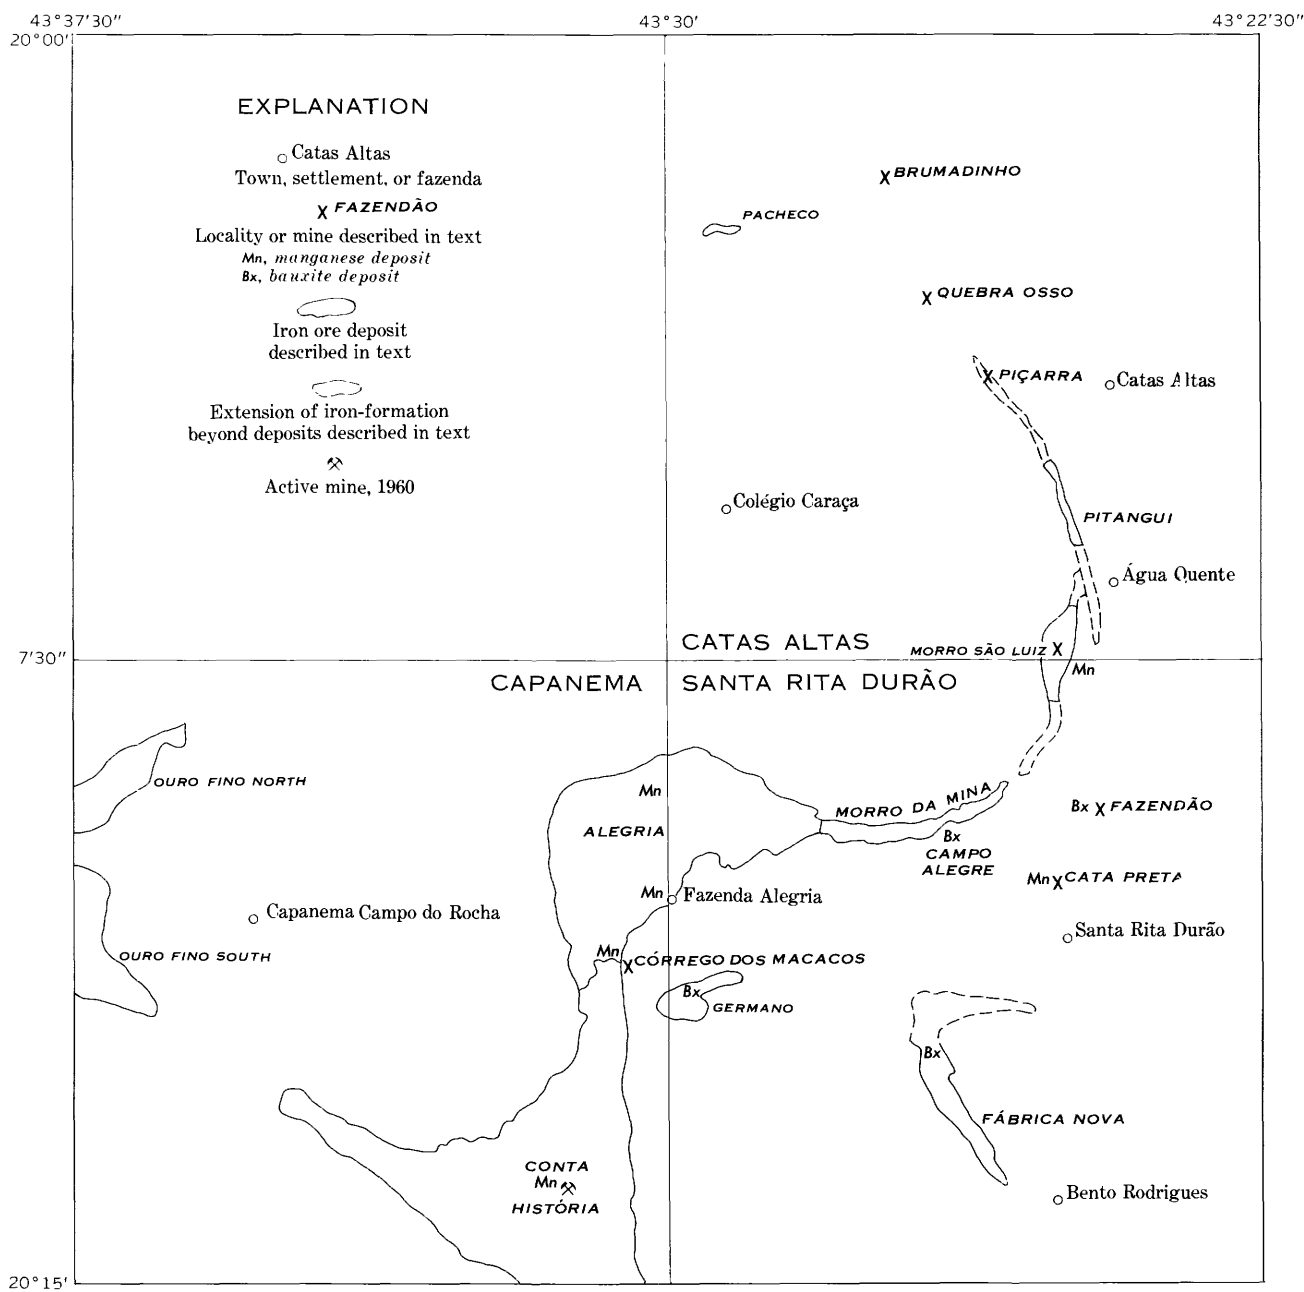 43°37'30" 43°30' 43°22'30"
20°00'
EXPLANATION
Catas Altas
Town, settlement, or fazenda
X FAZENDÃO
Locality or mine described in text
Mn, manganese deposit
Bx, bauxite deposit
Iron ore deposit
described in text
Extension of iron-formation
beyond deposits described in text
Active mine, 1960
X BRUMADINHO
PACHECO
X QUEBRA OSSO
X PIÇARRA
Catas Altas
Colégio Caraça
PITANGUI
Água Quente
7'30"
CATAS ALTAS
MORRO SÃO LUIZ X
Mn
CAPANEMA
SANTA RITA DURÃO
OURO FINO NORTH
Mn
ALEGRIA
MORRO DA MINA
Bx
CAMPO
ALEGRE
Bx X FAZENDÃO
Mn X CATA PRETA
Mn
Fazenda Alegria
Capanema Campo do Rocha
Santa Rita Durão
OURO FINO SOUTH
Mn
X CÓRREGO DOS MACACOS
Bx
GERMANO
Bx
FÁBRICA NOVA
CONTA
Mn
HISTÓRIA
Bento Rodrigues
20°15'